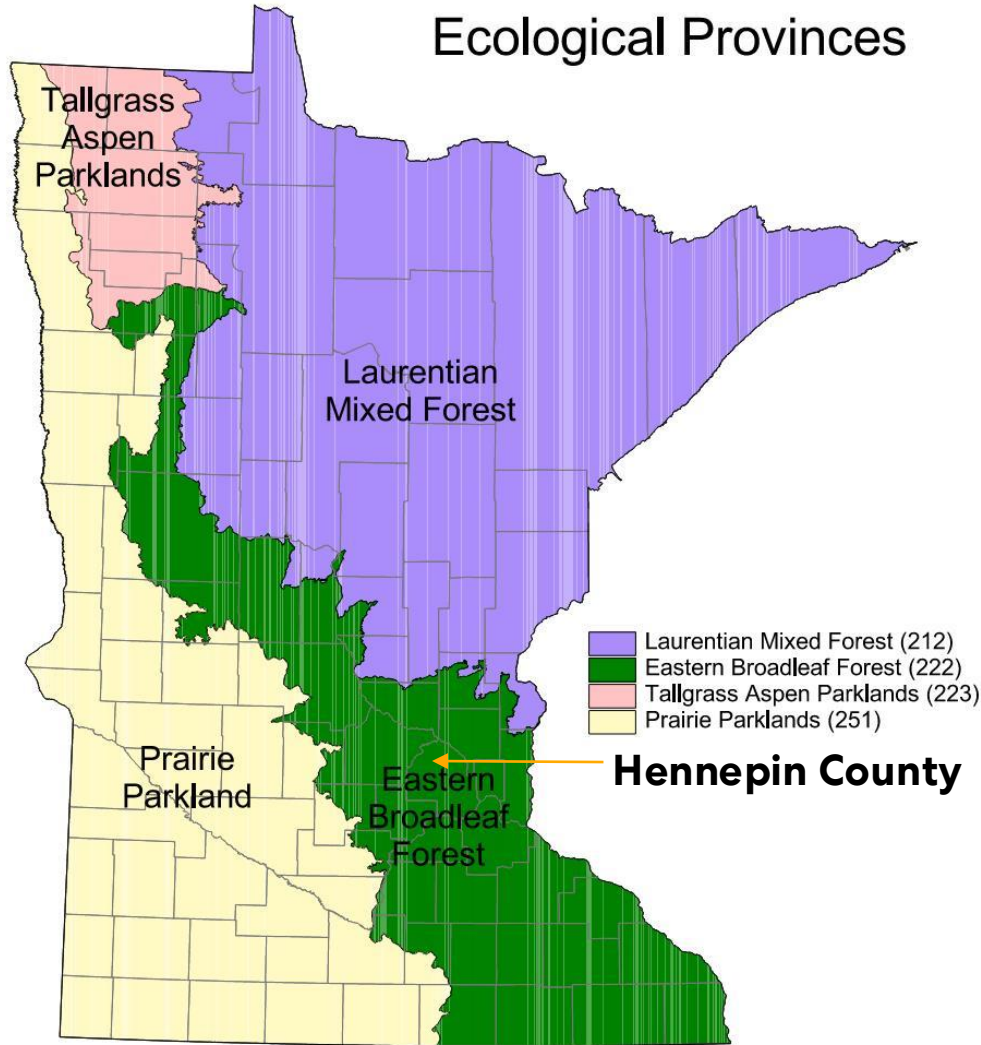 Ecological Provinces
Tallgrass
Aspen
Parklands
Laurentian
Mixed Forest
Laurentian Mixed Forest (212)
Eastern Broadleaf Forest (222)
Tallgrass Aspen Parklands (223)
Prairie Parklands (251)
Hennepin County
Prairie
Parkland
Eastern
Broadleaf
Forest